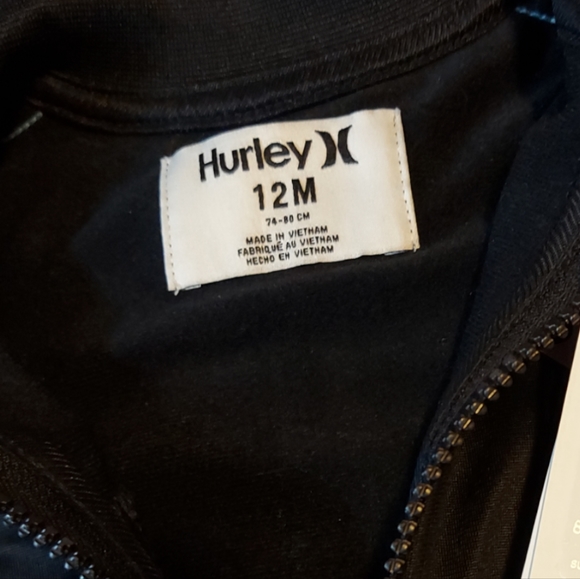 Hurley
12M
74-80 CM
MADE IN VIETNAM
FABRIQUÉ AU VIETNAM
HECHO EN VIETNAM